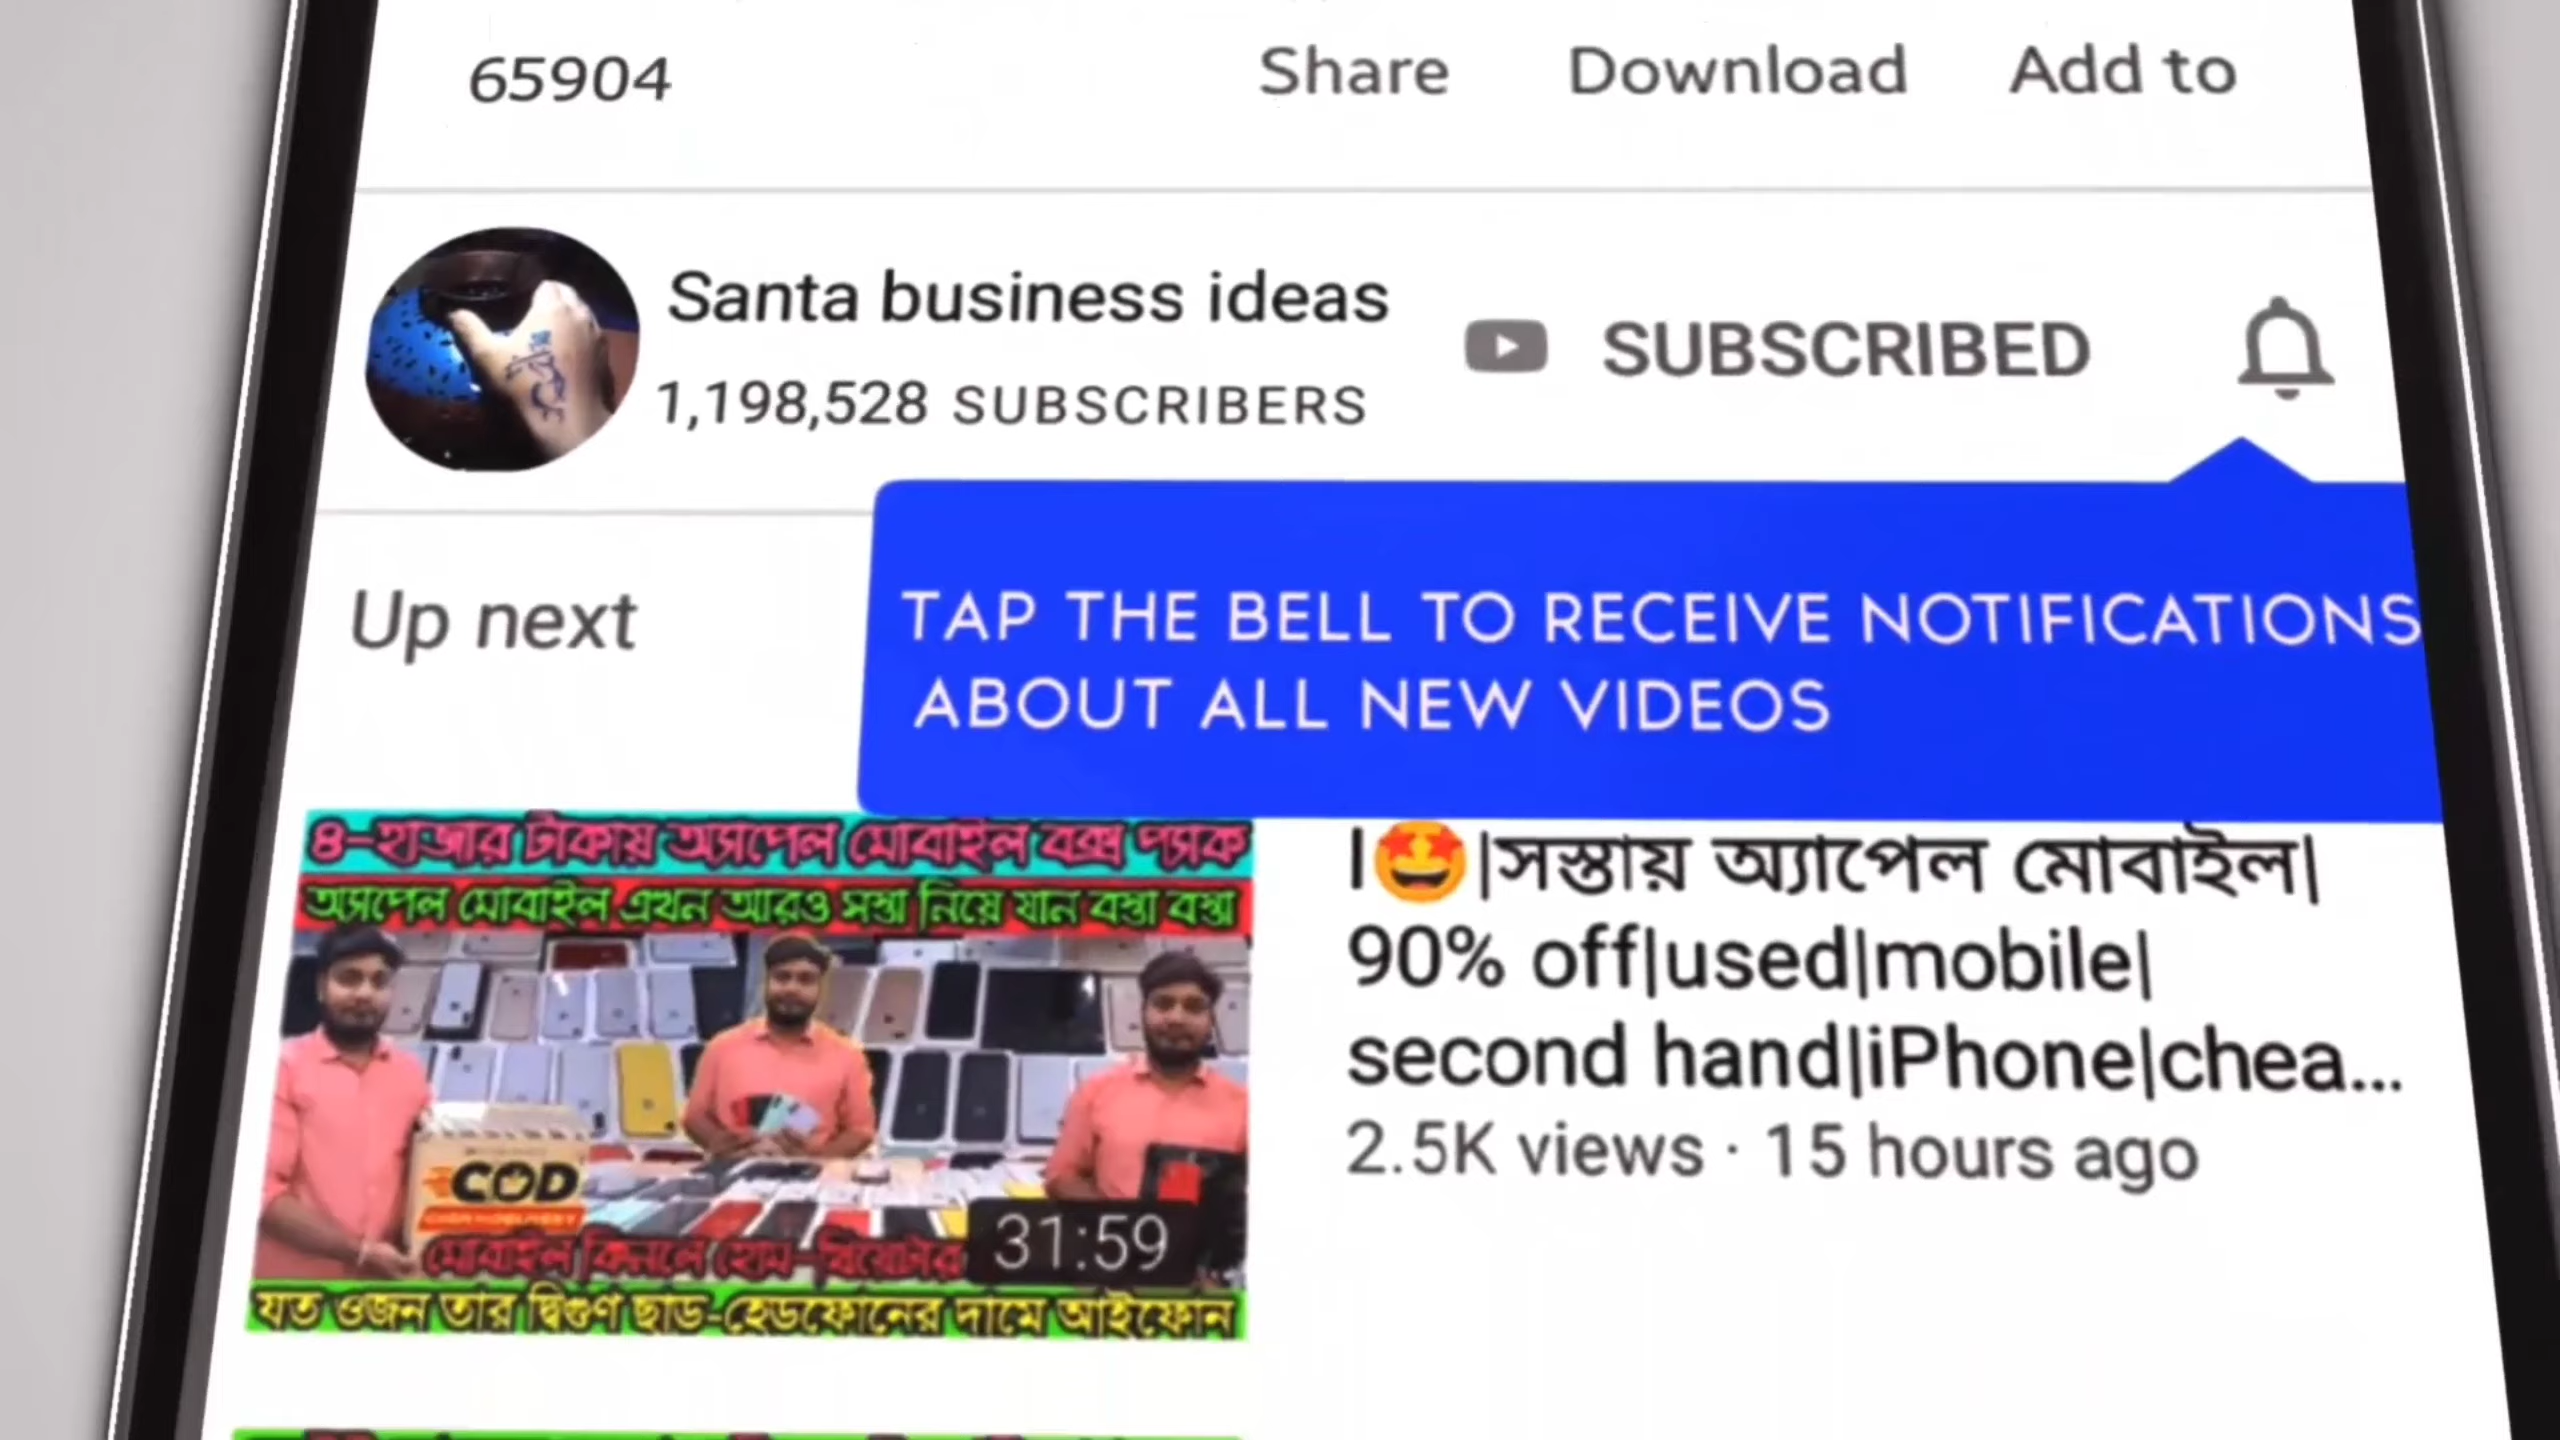 65904
Share
Download
Add to
Santa business ideas
1,198,528 SUBSCRIBERS
SUBSCRIBED
TAP THE BELL TO RECEIVE NOTIFICATIONS
ABOUT ALL NEW VIDEOS
Up next
৪-হাজার টাকায় অ্যাপেল মোবাইল বক্স প্যাক
অ্যাপেল মোবাইল এখন আরও সস্তা নিয়ে যান বস্তা বস্তা
COD
মোবাইল কিনলে হোম-থিয়েটার
31:59
যত ওজন তার দ্বিগুণ ছাড়-হেডফোনের দামে আইফোন
|🤩|সস্তায় অ্যাপেল মোবাইল|
90% off|used|mobile|
second hand|iPhone|chea...
2.5K views · 15 hours ago